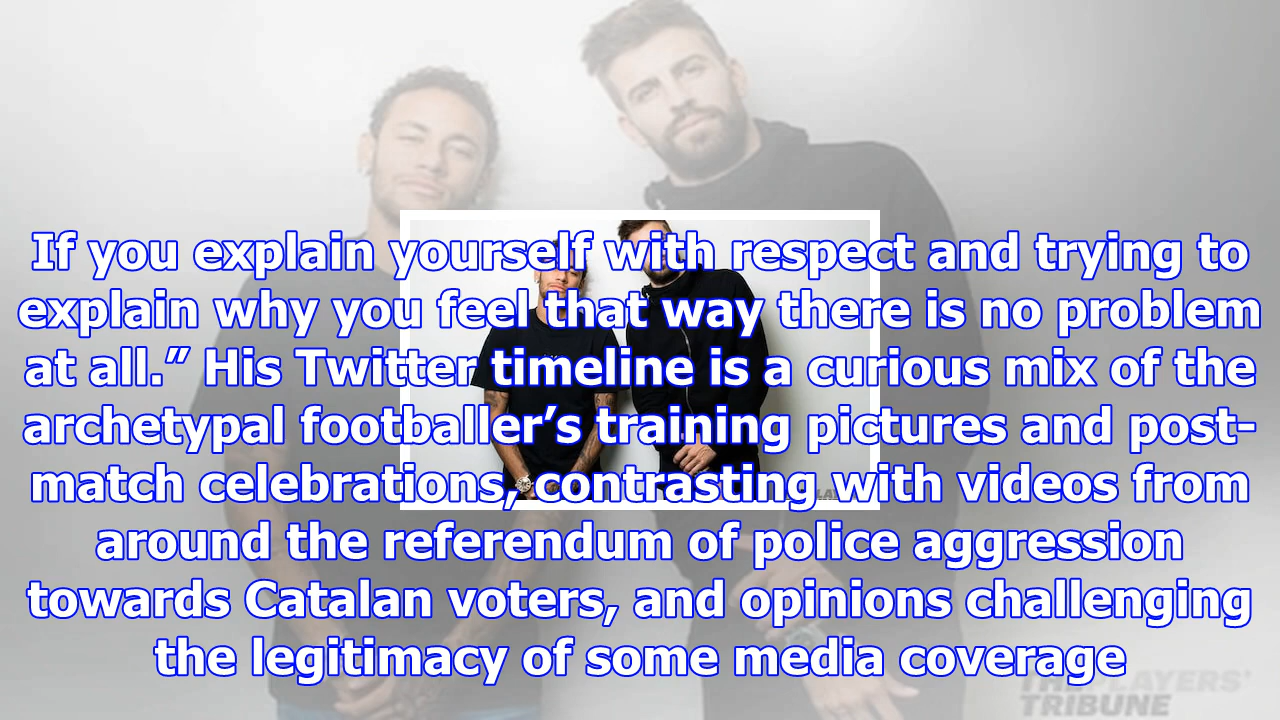 If you explain yourself with respect and trying to
explain why you feel that way there is no problem
at all.” His Twitter timeline is a curious mix of the
archetypal footballer’s training pictures and post-
match celebrations, contrasting with videos from
around the referendum of police aggression
towards Catalan voters, and opinions challenging
the legitimacy of some media coverage
THE PLAYERS’
TRIBUNE